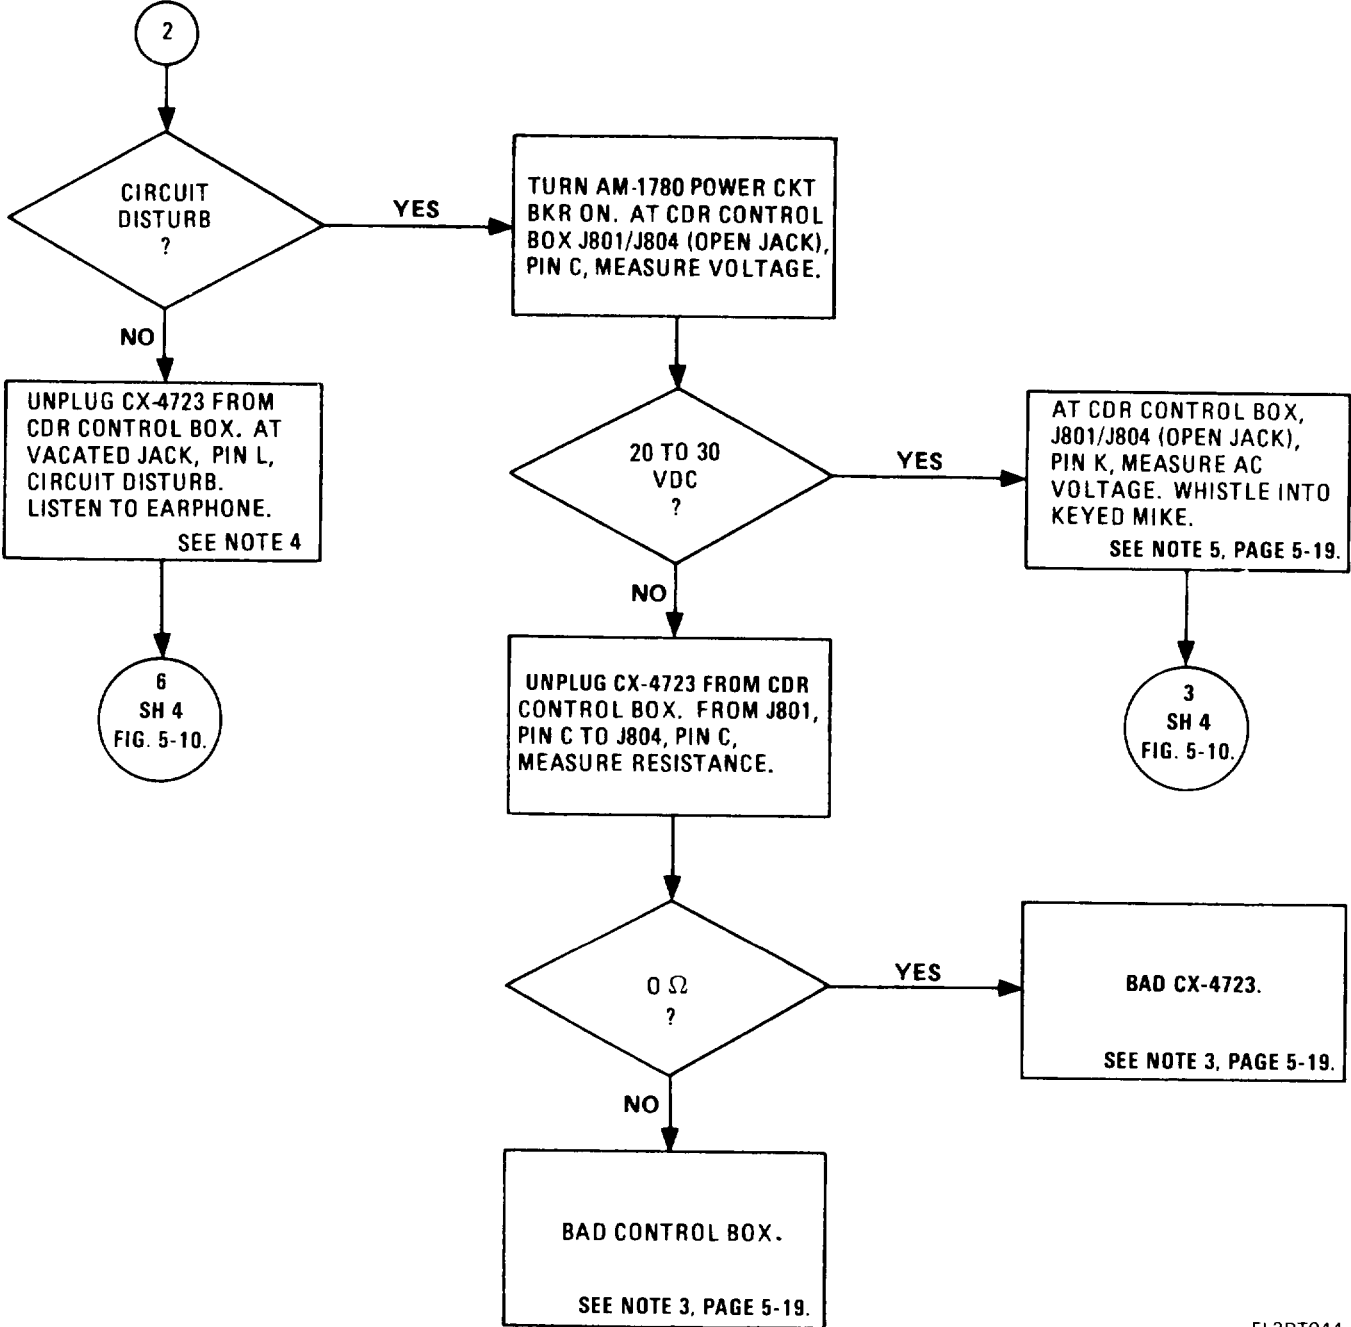 2
CIRCUIT
DISTURB
?
YES
NO
TURN AM-1780 POWER CKT
BKR ON. AT CDR CONTROL
BOX J801/J804 (OPEN JACK),
PIN C, MEASURE VOLTAGE.
UNPLUG CX-4723 FROM
CDR CONTROL BOX. AT
VACATED JACK, PIN L,
CIRCUIT DISTURB.
LISTEN TO EARPHONE.
SEE NOTE 4
6
SH 4
FIG. 5-10.
20 TO 30
VDC
?
YES
NO
AT CDR CONTROL BOX,
J801/J804 (OPEN JACK),
PIN K, MEASURE AC
VOLTAGE. WHISTLE INTO
KEYED MIKE.
SEE NOTE 5, PAGE 5-19.
3
SH 4
FIG. 5-10.
UNPLUG CX-4723 FROM CDR
CONTROL BOX. FROM J801,
PIN C TO J804, PIN C,
MEASURE RESISTANCE.
0 Ω
?
YES
NO
BAD CX-4723.
SEE NOTE 3, PAGE 5-19.
BAD CONTROL BOX.
SEE NOTE 3, PAGE 5-19.